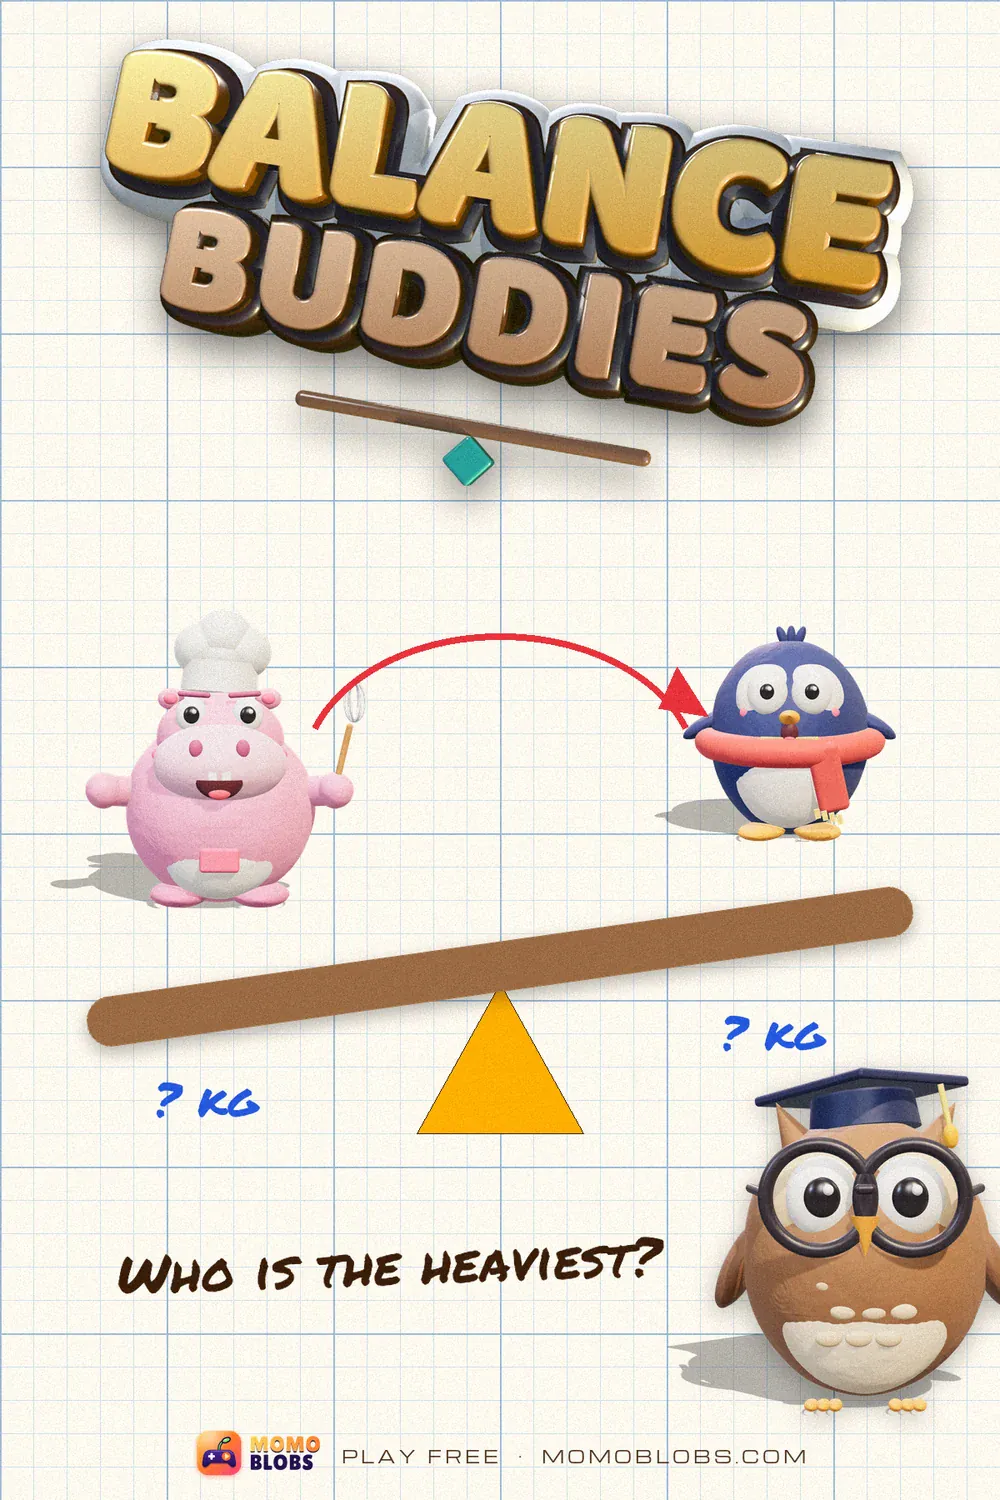 BALANCE
BUDDIES
? KG
? KG
WHO IS THE HEAVIEST?
MOMO
BLOBS
PLAY FREE · MOMOBLOBS.COM